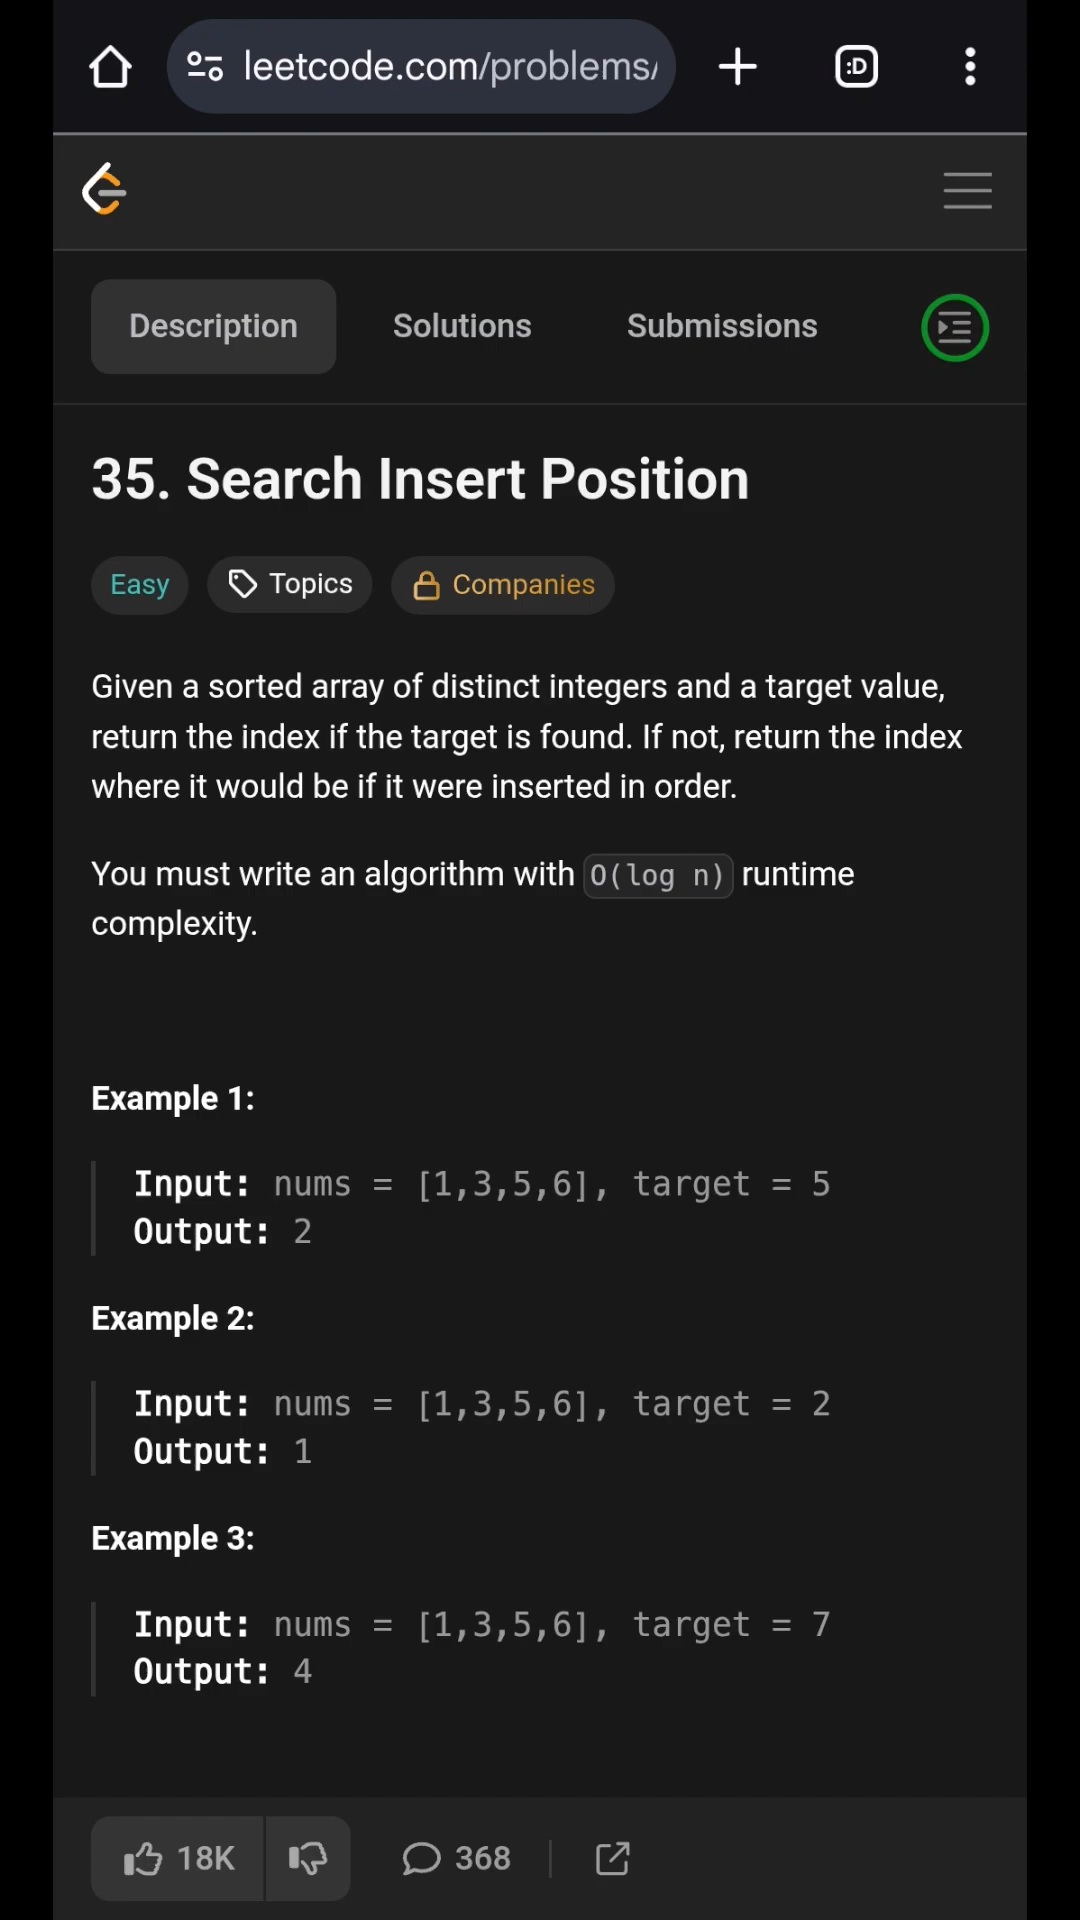 leetcode.com/problems/
:D
Description
Solutions
Submissions
35. Search Insert Position
Easy
Topics
Companies
Given a sorted array of distinct integers and a target value,
return the index if the target is found. If not, return the index
where it would be if it were inserted in order.
You must write an algorithm with O(log n) runtime
complexity.
Example 1:
Input: nums = [1,3,5,6], target = 5
Output: 2
Example 2:
Input: nums = [1,3,5,6], target = 2
Output: 1
Example 3:
Input: nums = [1,3,5,6], target = 7
Output: 4
18K
368